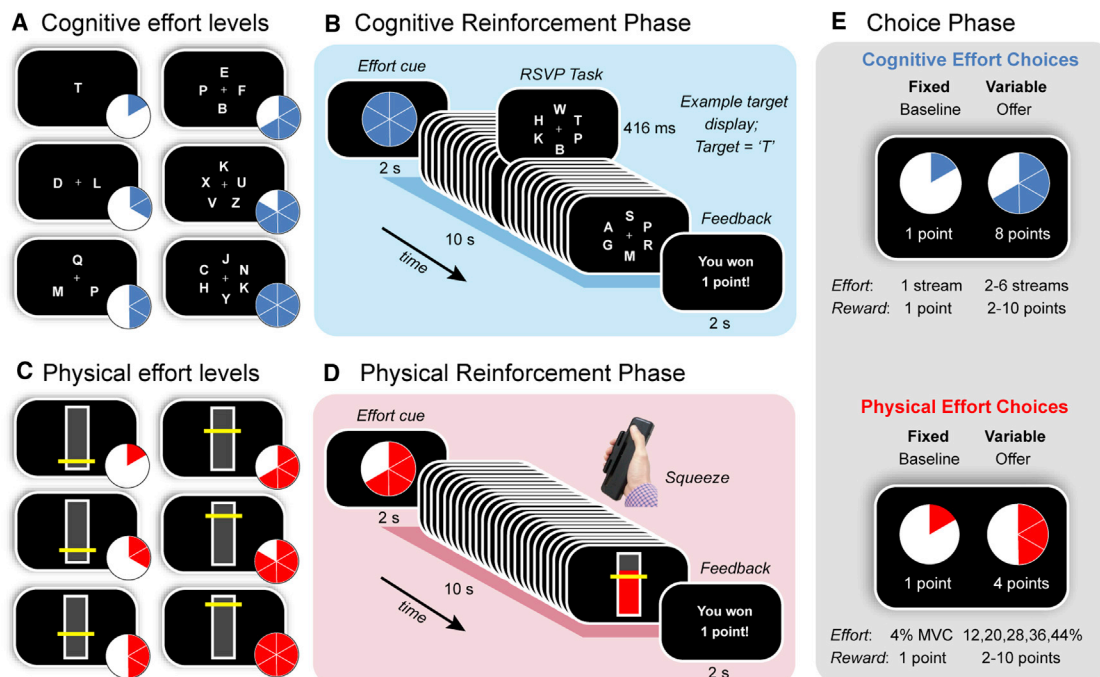 A Cognitive effort levels
T
E
P + F
B
D + L
K
X + U
V Z
Q
+
M P
J
C N
+
H K
Y
B Cognitive Reinforcement Phase
Effort cue
2 s
RSVP Task
W
H T
+
K P
B
416 ms
Example target
display;
Target = ‘T’
10 s
time
S
A P
+
G R
M
Feedback
You won
1 point!
2 s
C Physical effort levels
D Physical Reinforcement Phase
Effort cue
2 s
Squeeze
10 s
time
Feedback
You won
1 point!
2 s
E Choice Phase
Cognitive Effort Choices
Fixed Variable
Baseline Offer
1 point 8 points
Effort: 1 stream 2-6 streams
Reward: 1 point 2-10 points
Physical Effort Choices
Fixed Variable
Baseline Offer
1 point 4 points
Effort: 4% MVC 12,20,28,36,44%
Reward: 1 point 2-10 points